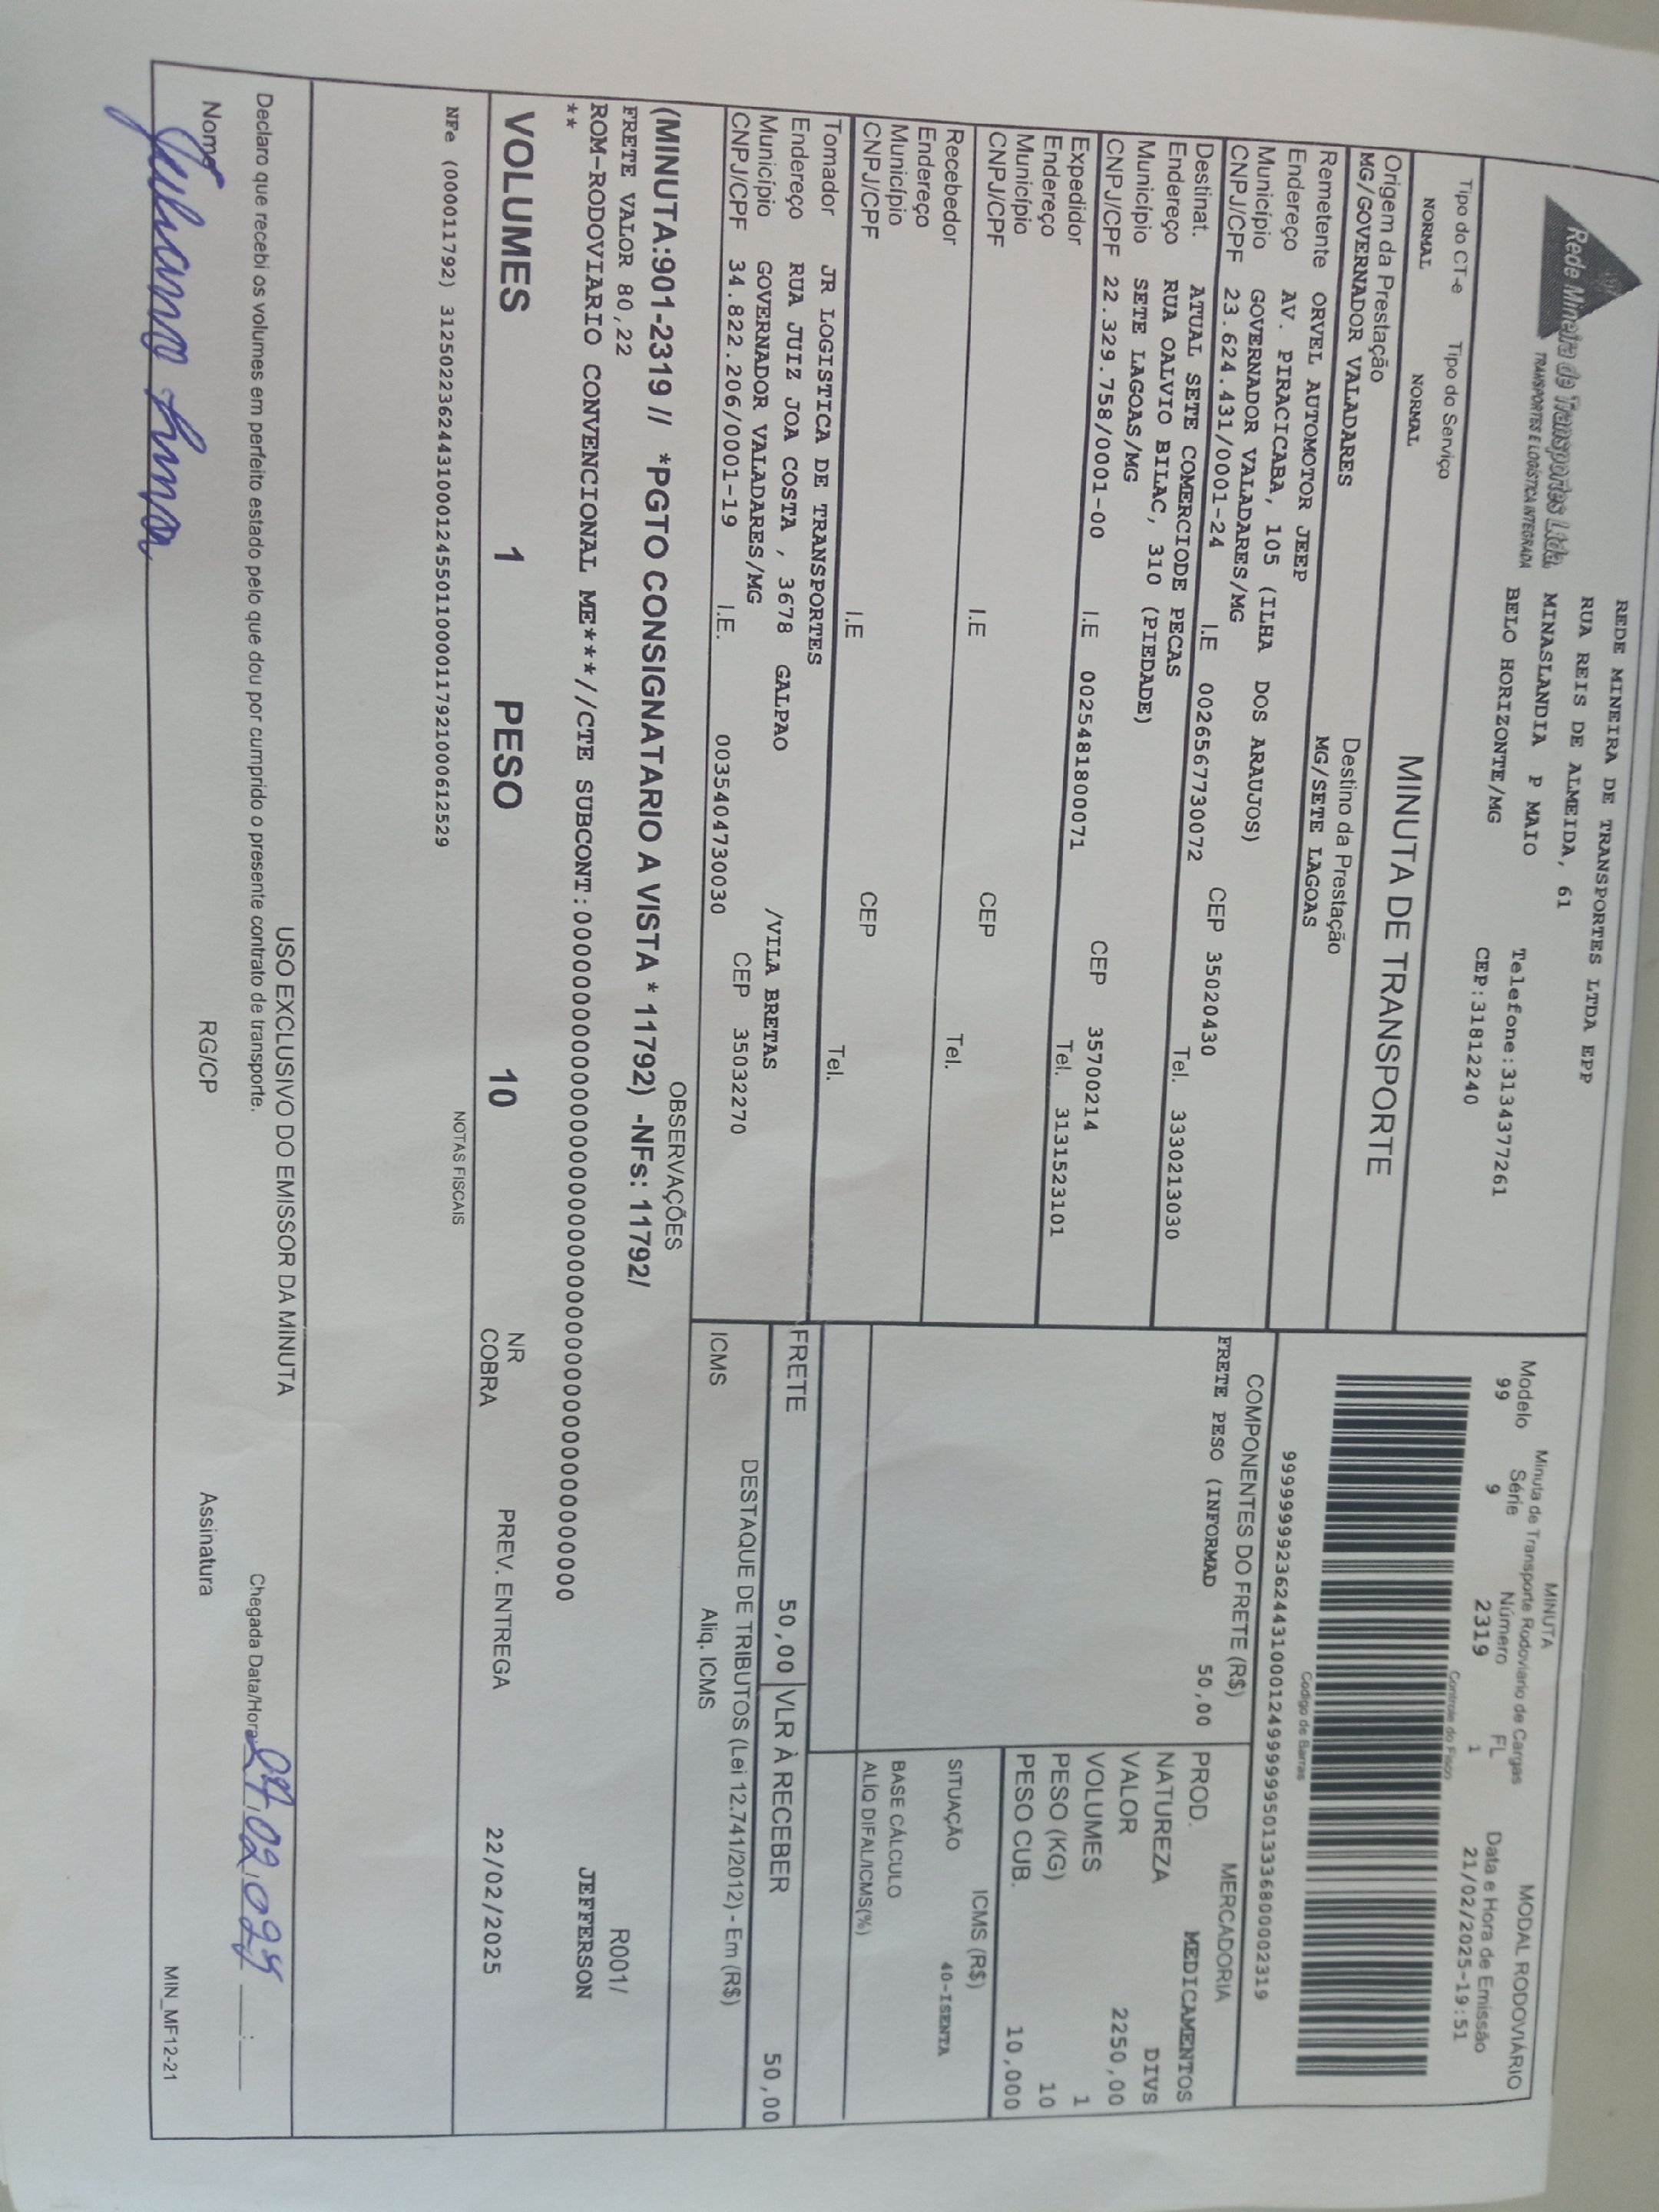 Rede Mineira de Transportes Ltda.
TRANSPORTES E LOGÍSTICA INTEGRADA
REDE MINEIRA DE TRANSPORTES LTDA EPP
RUA REIS DE ALMEIDA, 61
MINASLANDIA P MAIO
BELO HORIZONTE/MG
Telefone:3134377261
CEP:31812240
MINUTA
Minuta de Transporte Rodoviario de Cargas
MODAL RODOVIÁRIO
Modelo Série Número FL Data e Hora de Emissão
99 9 2319 1 21/02/2025-19:51
Controle do Fisco
Codigo de Barras
999999992362443100012499999995013336800002319
Tipo do CT-e Tipo do Serviço
NORMAL NORMAL
MINUTA DE TRANSPORTE
Origem da Prestação Destino da Prestação
MG/GOVERNADOR VALADARES MG/SETE LAGOAS
Remetente ORVEL AUTOMOTOR JEEP
Endereço AV. PIRACICABA, 105 (ILHA DOS ARAUJOS)
Município GOVERNADOR VALADARES/MG CEP 35020430
CNPJ/CPF 23.624.431/0001-24 I.E 0026567730072 Tel. 3330213030
Destinat. ATUAL SETE COMERCIODE PECAS
Endereço RUA OALVIO BILAC, 310 (PIEDADE)
Município SETE LAGOAS/MG CEP 35700214
CNPJ/CPF 22.329.758/0001-00 I.E 0025481800071 Tel. 3131523101
Expedidor
Endereço
Município CEP
CNPJ/CPF I.E Tel.
Recebedor
Endereço
Município CEP
CNPJ/CPF I.E Tel.
Tomador JR LOGISTICA DE TRANSPORTES
Endereço RUA JUIZ JOA COSTA , 3678 GALPAO /VILA BRETAS
Município GOVERNADOR VALADARES/MG CEP 35032270
CNPJ/CPF 34.822.206/0001-19 I.E. 0035404730030
COMPONENTES DO FRETE (R$)
FRETE PESO (INFORMAD 50,00
MERCADORIA
PROD. MEDICAMENTOS
NATUREZA DIVS
VALOR 2250,00
VOLUMES 1
PESO (KG) 10
PESO CUB. 10,000
ICMS (R$)
SITUAÇÃO 40-ISENTA
BASE CÁLCULO
ALÍQ DIFAL/ICMS(%)
FRETE 50,00 VLR À RECEBER 50,00
DESTAQUE DE TRIBUTOS (Lei 12.741/2012) - Em (R$)
ICMS Aliq. ICMS
OBSERVAÇÕES
(MINUTA:901-2319 // *PGTO CONSIGNATARIO A VISTA * 11792) -NFs: 11792/
FRETE VALOR 80,22 R001/
JEFFERSON
**
VOLUMES 1 PESO 10 NR COBRA PREV. ENTREGA 22/02/2025
NOTAS FISCAIS
NFe (000011792) 31250223624431000124550110000117921000612529
USO EXCLUSIVO DO EMISSOR DA MINUTA
Declaro que recebi os volumes em perfeito estado pelo que dou por cumprido o presente contrato de transporte.
Chegada Data/Hora
Nome RG/CP Assinatura
MIN_MF12-21